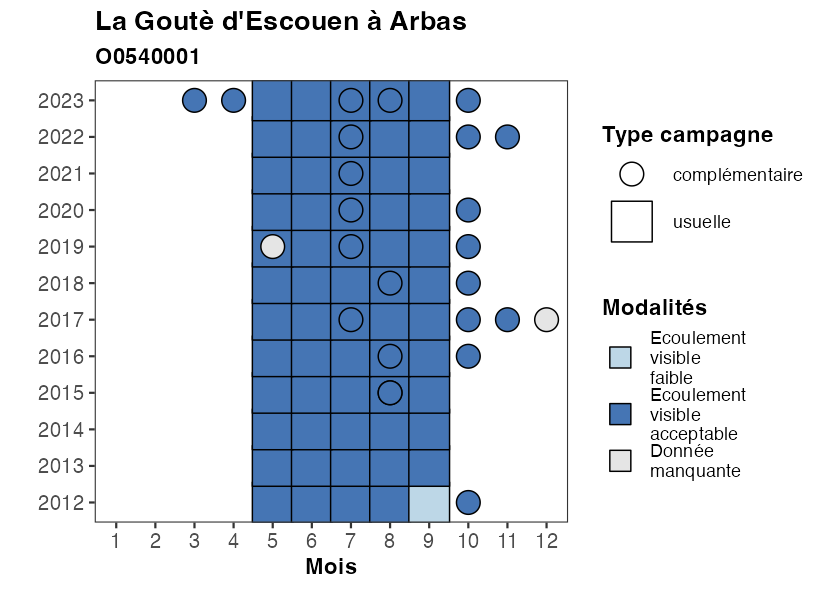 La Goutè d'Escouen à Arbas
O0540001
2023
2022
2021
2020
2019
2018
2017
2016
2015
2014
2013
2012
1 2 3 4 5 6 7 8 9 10 11 12
Mois
Type campagne
complémentaire
usuelle
Modalités
Ecoulement
visible
faible
Ecoulement
visible
acceptable
Donnée
manquante